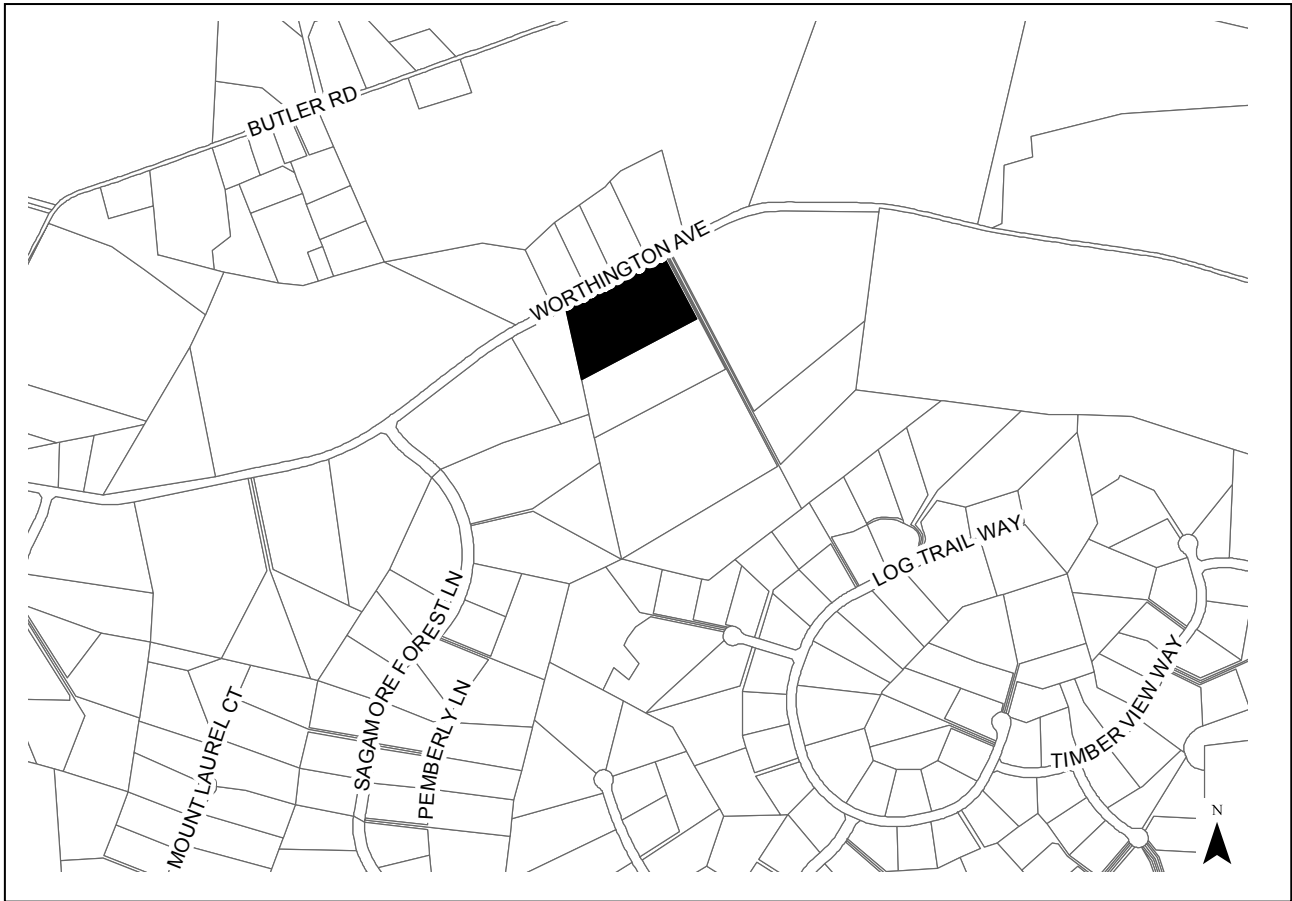 BUTLER RD
WORTHINGTON AVE
LOG TRAIL WAY
SAGAMORE FOREST LN
TIMBER VIEW WAY
PEMBERLY LN
MOUNT LAUREL CT
N